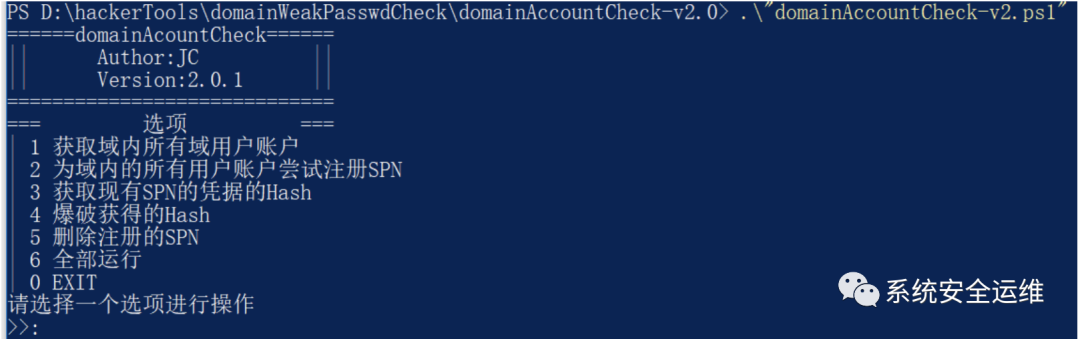 PS D:\hackerTools\domainWeakPasswdCheck\domainAccountCheck-v2.0> .\"domainAccountCheck-v2.ps1"
======domainAcountCheck======
|| Author:JC ||
|| Version:2.0.1 ||
=============================
=== 选项 ===
| 1 获取域内所有域用户账户
| 2 为域内的所有用户账户尝试注册SPN
| 3 获取现有SPN的凭据的Hash
| 4 爆破获得的Hash
| 5 删除注册的SPN
| 6 全部运行
| 0 EXIT
请选择一个选项进行操作
>>:
系统安全运维